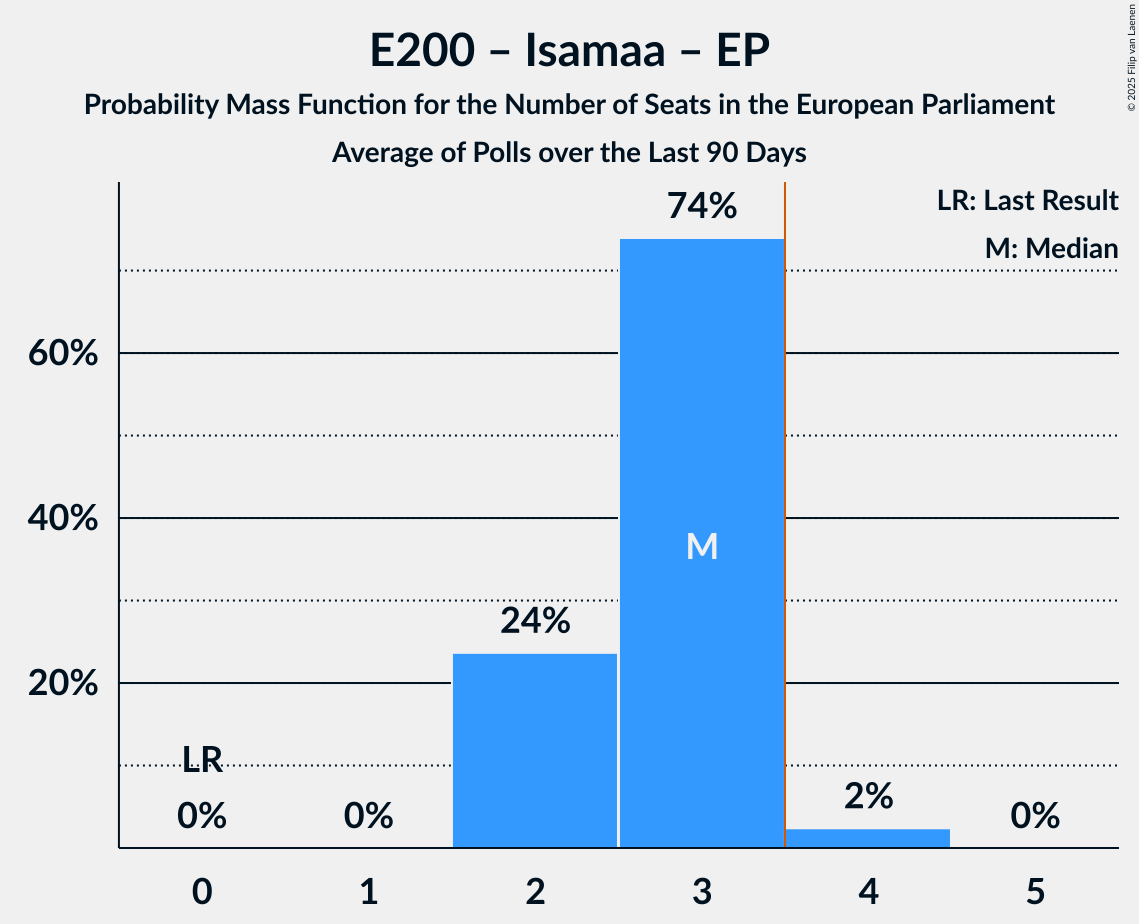 E200 – Isamaa – EP
Probability Mass Function for the Number of Seats in the European Parliament
Average of Polls over the Last 90 Days
© 2025 Filip van Laenen
LR: Last Result
M: Median
74%
60%
M
40%
24%
20%
LR
2%
0%
0%
0%
0 1 2 3 4 5